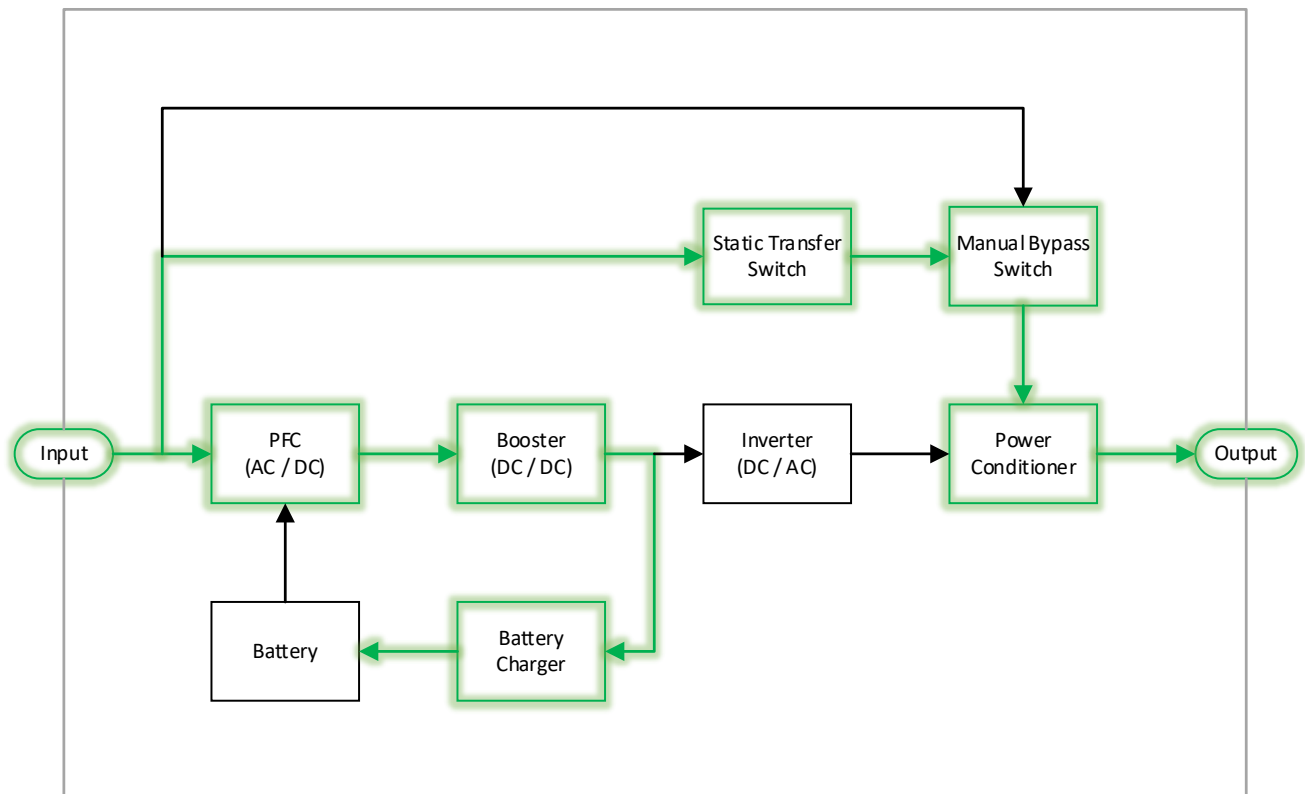 Static Transfer
Switch
Manual Bypass
Switch
Input
PFC
(AC / DC)
Booster
(DC / DC)
Inverter
(DC / AC)
Power
Conditioner
Output
Battery
Battery
Charger